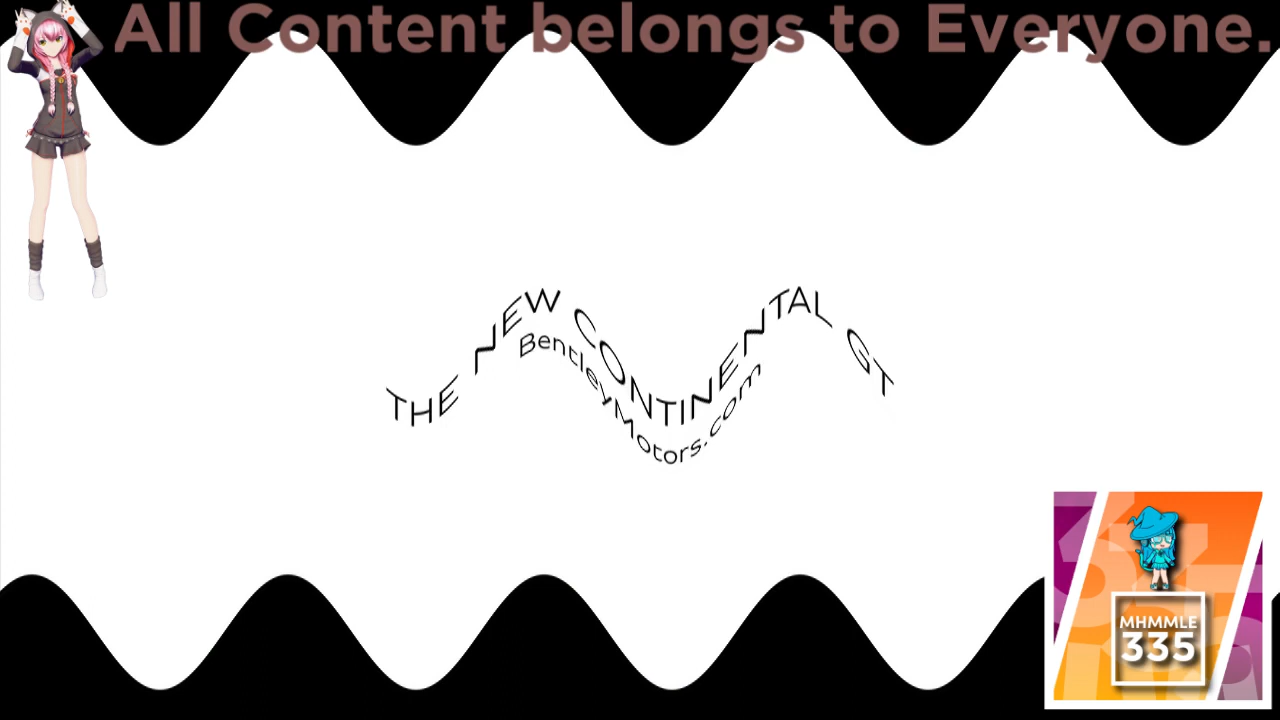 All Content belongs to Everyone.
THE NEW CONTINENTAL GT
BentleyMotors.com
MHMMLE
335